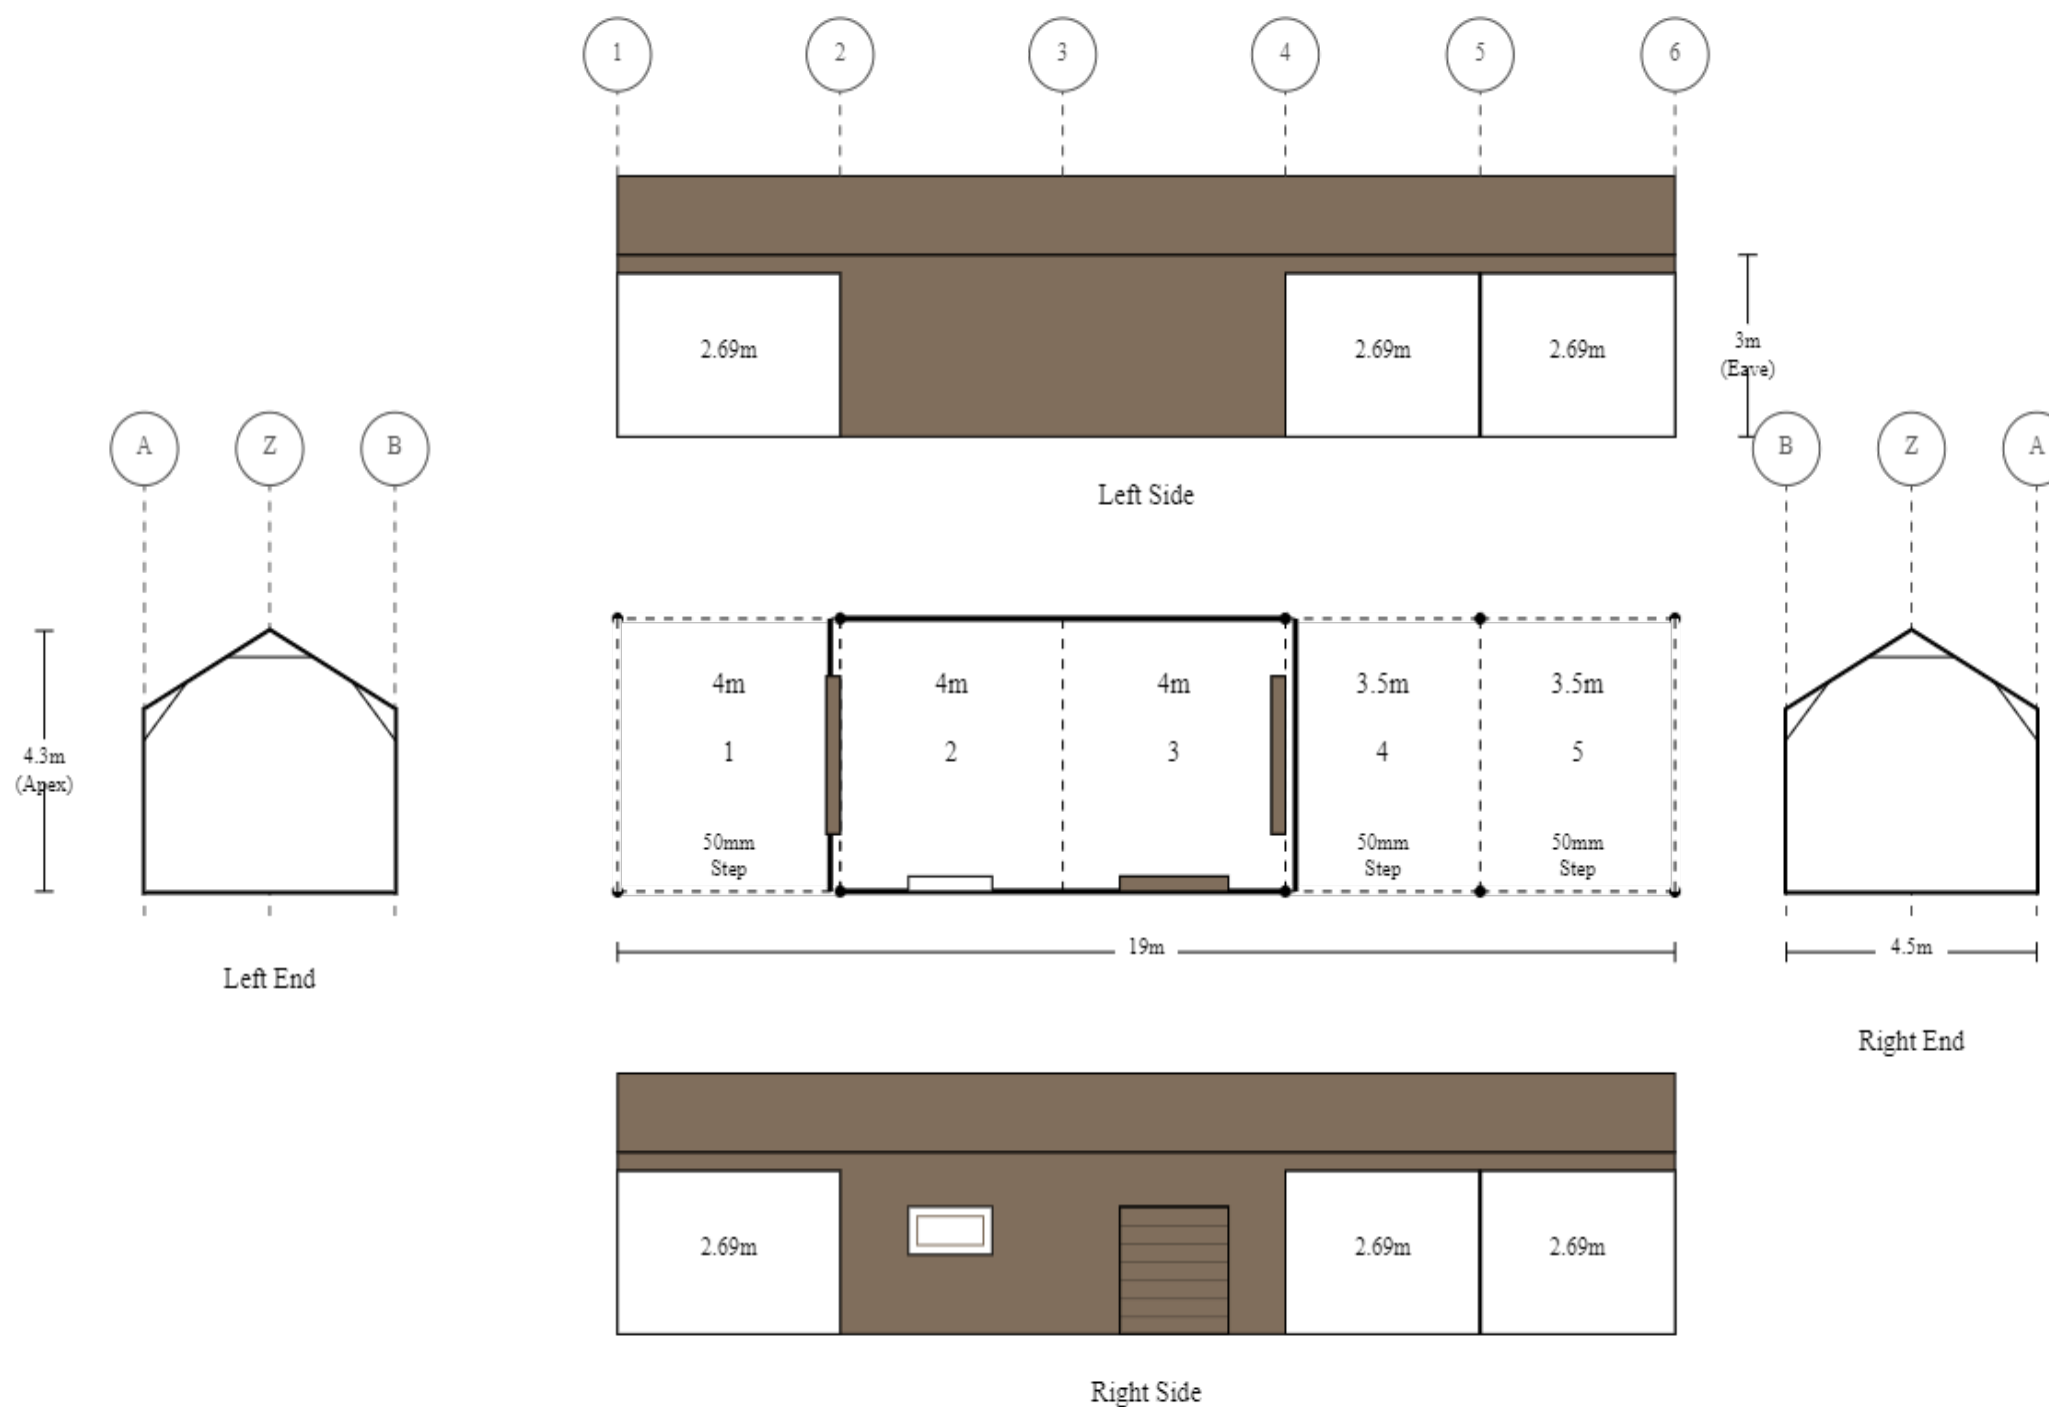 1 2 3 4 5 6
2.69m 2.69m 2.69m
3m
(Eave)
A Z B
B Z A
Left Side
4m 4m 4m 3.5m 3.5m
1 2 3 4 5
4.3m
(Apex)
50mm 50mm 50mm
Step Step Step
19m
4.5m
Left End
Right End
2.69m 2.69m 2.69m
Right Side